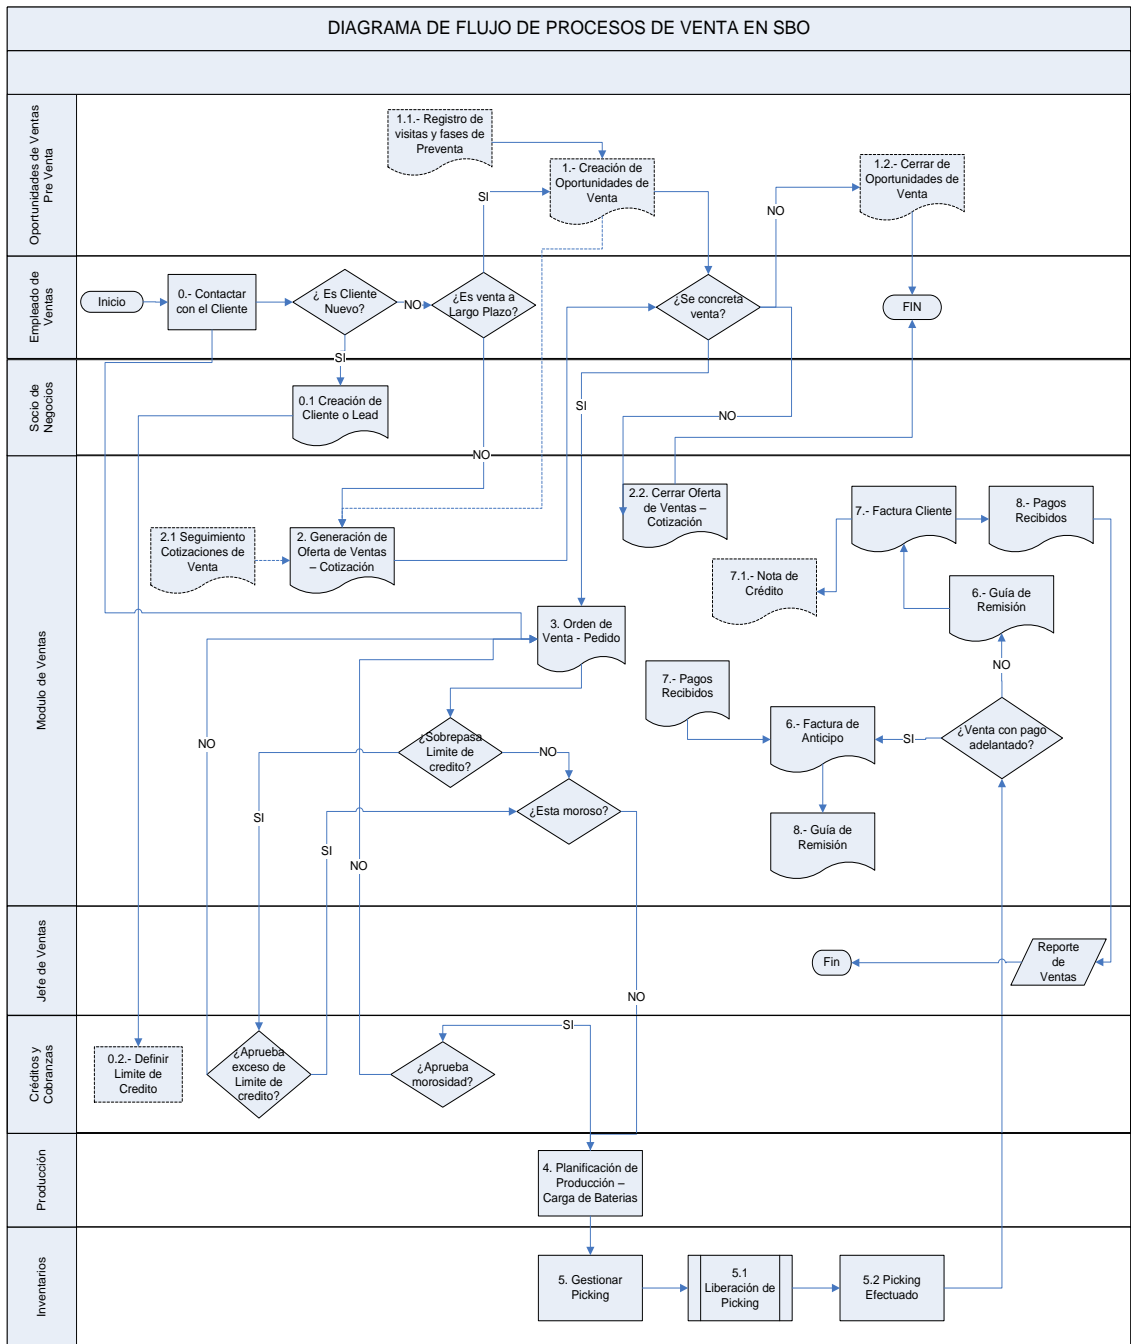 DIAGRAMA DE FLUJO DE PROCESOS DE VENTA EN SBO
Oportunidades de Ventas
Pre Venta
1.1.- Registro de
visitas y fases de
Preventa
1.- Creación de
Oportunidades de
Venta
1.2.- Cerrar de
Oportunidades de
Venta
SI
NO
Empleado de
Ventas
Inicio
0.- Contactar
con el Cliente
¿ Es Cliente
Nuevo?
NO
¿Es venta a
Largo Plazo?
¿Se concreta
venta?
FIN
SI
Socio de
Negocios
0.1 Creación de
Cliente o Lead
SI
NO
NO
Modulo de Ventas
2.1 Seguimiento
Cotizaciones de
Venta
2. Generación de
Oferta de Ventas
– Cotización
2.2. Cerrar Oferta
de Ventas –
Cotización
7.- Factura Cliente
8.- Pagos
Recibidos
7.1.- Nota de
Crédito
6.- Guía de
Remisión
3. Orden de
Venta - Pedido
NO
7.- Pagos
Recibidos
6.- Factura de
Anticipo
SI
¿Venta con pago
adelantado?
NO
¿Sobrepasa
Limite de
credito?
NO
¿Esta moroso?
SI
SI
NO
8.- Guía de
Remisión
Jefe de Ventas
Fin
Reporte
de
Ventas
NO
Créditos y
Cobranzas
SI
0.2.- Definir
Limite de
Credito
¿Aprueba
exceso de
Limite de
credito?
¿Aprueba
morosidad?
Producción
4. Planificación de
Producción –
Carga de Baterias
Inventarios
5. Gestionar
Picking
5.1
Liberación de
Picking
5.2 Picking
Efectuado